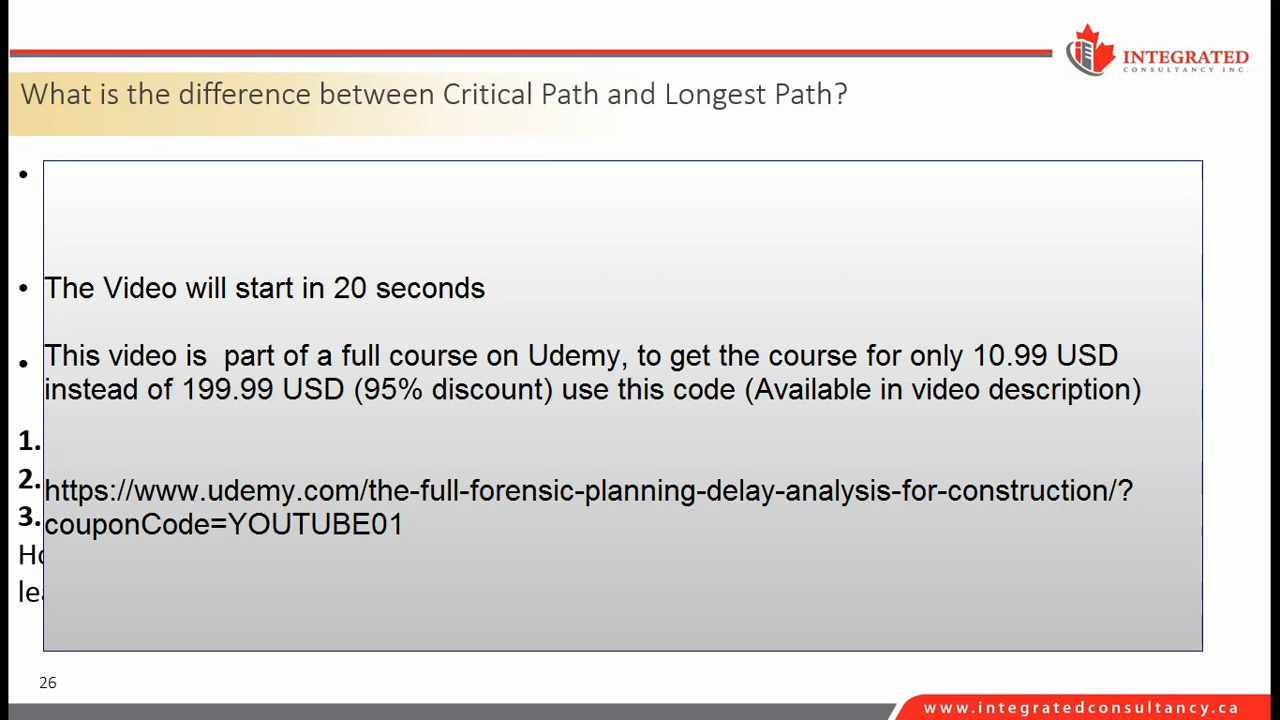 INTEGRATED
CONSULTANCY INC.
What is the difference between Critical Path and Longest Path?
•
• The Video will start in 20 seconds
• This video is  part of a full course on Udemy, to get the course for only 10.99 USD
instead of 199.99 USD (95% discount) use this code (Available in video description)
1.
2. https://www.udemy.com/the-full-forensic-planning-delay-analysis-for-construction/?
3. couponCode=YOUTUBE01
26
www.integratedconsultancy.ca